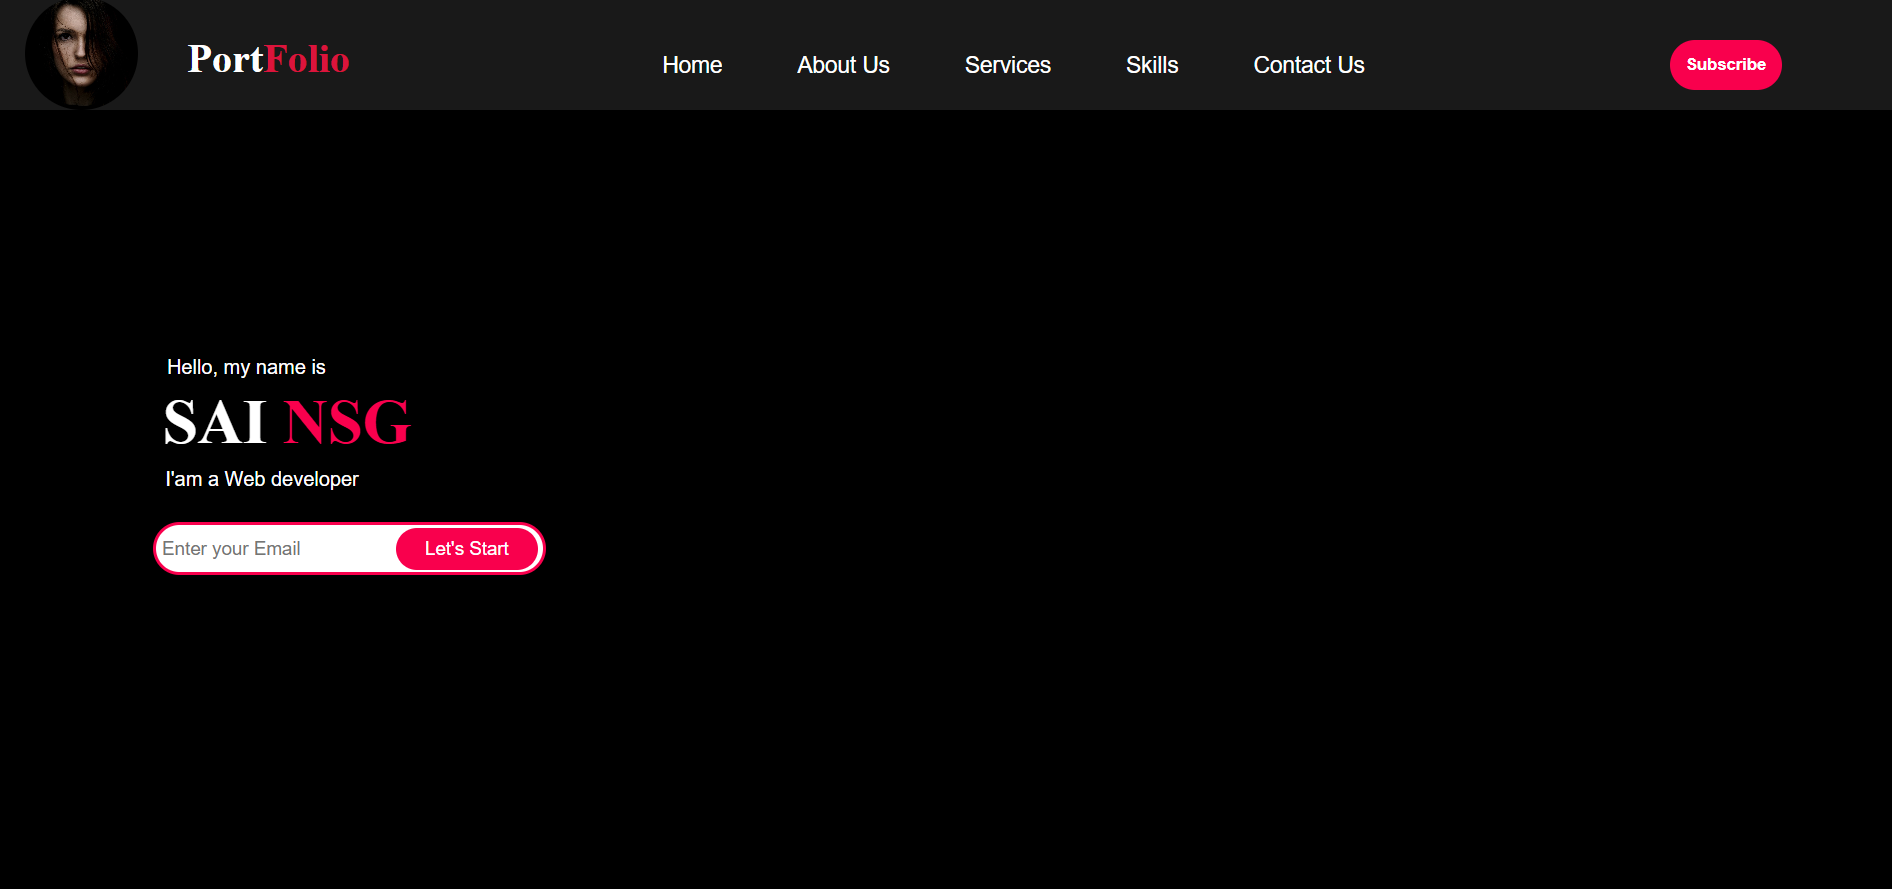 PortFolio
Home About Us Services Skills Contact Us
Subscribe
Hello, my name is
SAI NSG
I'am a Web developer
Enter your Email Let's Start